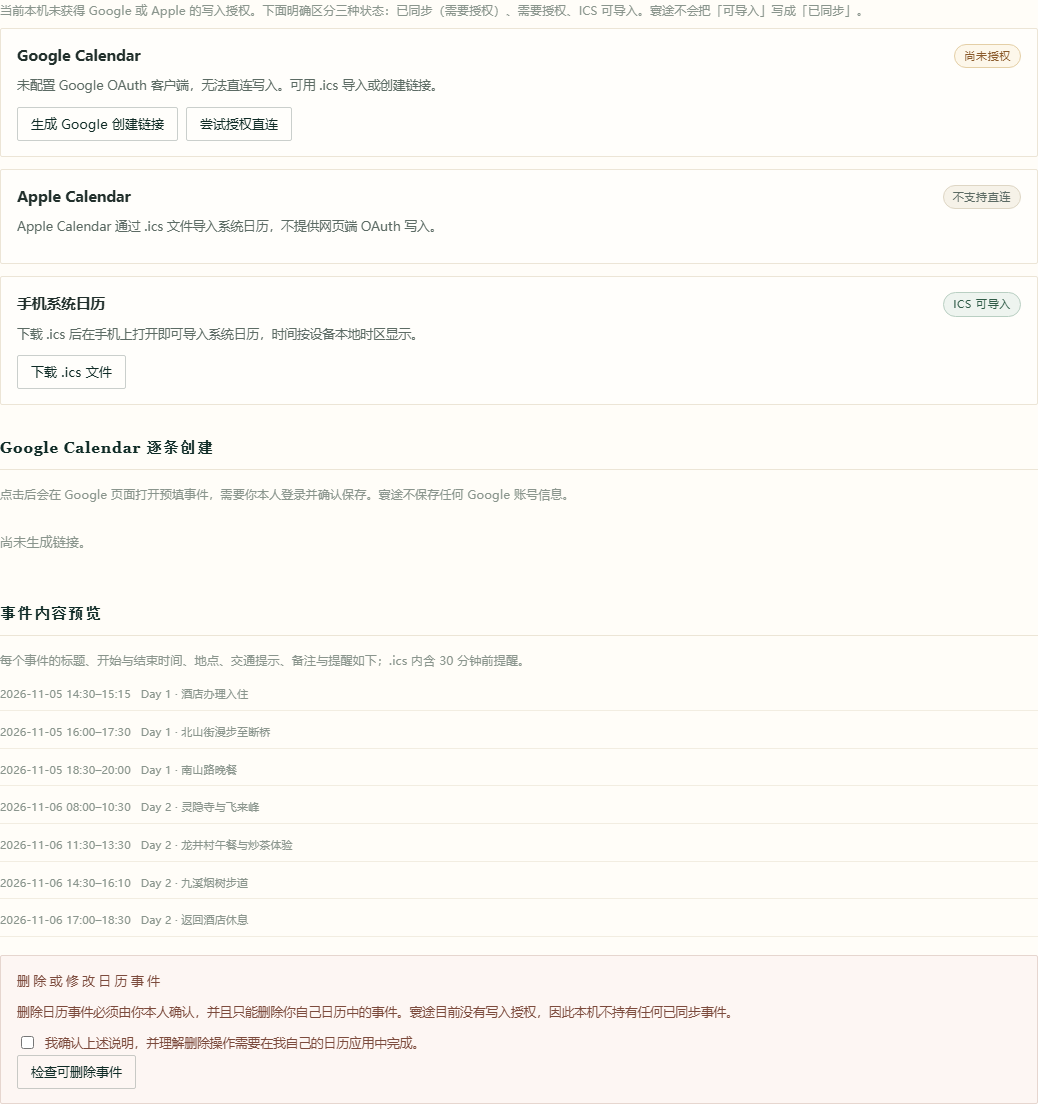 当前本机未获得 Google 或 Apple 的写入授权。下面明确区分三种状态：已同步（需要授权）、需要授权、ICS 可导入。寰途不会把「可导入」写成「已同步」。
Google Calendar
尚未授权
未配置 Google OAuth 客户端，无法直连写入。可用 .ics 导入或创建链接。
生成 Google 创建链接
尝试授权直连
Apple Calendar
不支持直连
Apple Calendar 通过 .ics 文件导入系统日历，不提供网页端 OAuth 写入。
手机系统日历
ICS 可导入
下载 .ics 后在手机上打开即可导入系统日历，时间按设备本地时区显示。
下载 .ics 文件
Google Calendar 逐条创建
点击后会在 Google 页面打开预填事件，需要你本人登录并确认保存。寰途不保存任何 Google 账号信息。
尚未生成链接。
事件内容预览
每个事件的标题、开始与结束时间、地点、交通提示、备注与提醒如下；.ics 内含 30 分钟前提醒。
2026-11-05 14:30–15:15 Day 1 · 酒店办理入住
2026-11-05 16:00–17:30 Day 1 · 北山街漫步至断桥
2026-11-05 18:30–20:00 Day 1 · 南山路晚餐
2026-11-06 08:00–10:30 Day 2 · 灵隐寺与飞来峰
2026-11-06 11:30–13:30 Day 2 · 龙井村午餐与炒茶体验
2026-11-06 14:30–16:10 Day 2 · 九溪烟树步道
2026-11-06 17:00–18:30 Day 2 · 返回酒店休息
删除或修改日历事件
删除日历事件必须由你本人确认，并且只能删除你自己日历中的事件。寰途目前没有写入授权，因此本机不持有任何已同步事件。
我确认上述说明，并理解删除操作需要在我自己的日历应用中完成。
检查可删除事件